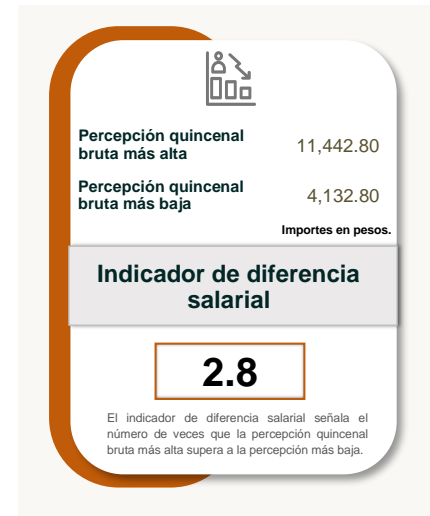 Percepción quincenal
bruta más alta
11,442.80
Percepción quincenal
bruta más baja
4,132.80
Importes en pesos.
Indicador de diferencia
salarial
2.8
El indicador de diferencia salarial señala el
número de veces que la percepción quincenal
bruta más alta supera a la percepción más baja.